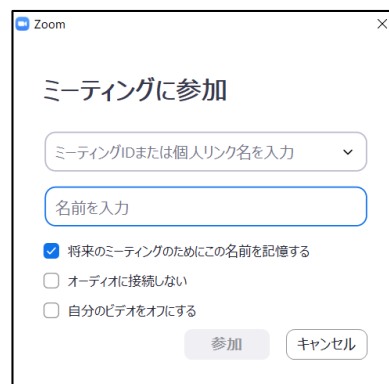 Zoom
ミーティングに参加
ミーティングIDまたは個人リンク名を入力
名前を入力
将来のミーティングのためにこの名前を記憶する
オーディオに接続しない
自分のビデオをオフにする
参加 キャンセル